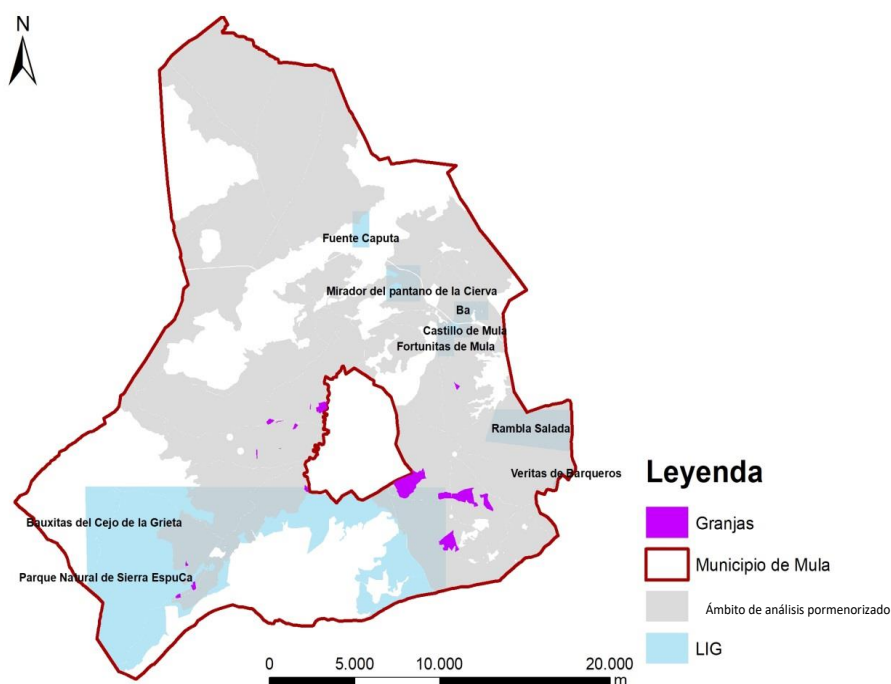 N
Fuente Caputa
Mirador del pantano de la Cierva
Ba
Castillo de Mula
Fortunitas de Mula
Rambla Salada
Veritas de Barqueros
Bauxitas del Cejo de la Grieta
Parque Natural de Sierra EspuCa
Leyenda
Granjas
Municipio de Mula
Ámbito de análisis pormenorizado
LIG
0 5.000 10.000 20.000
m